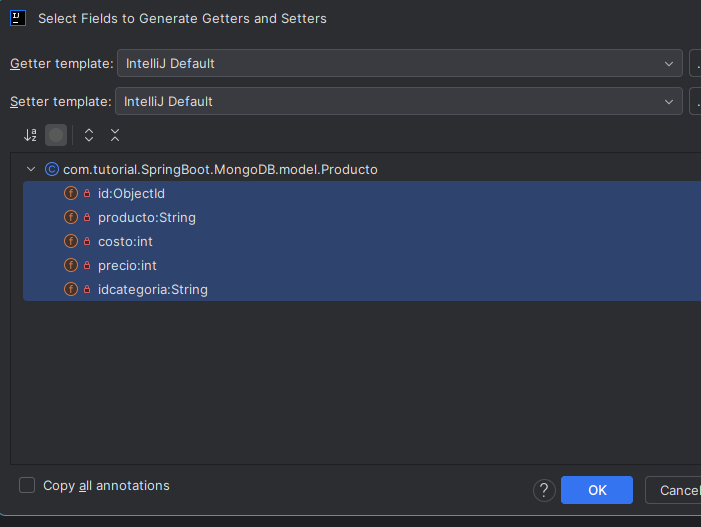 Select Fields to Generate Getters and Setters
Getter template: IntelliJ Default
Setter template: IntelliJ Default
com.tutorial.SpringBoot.MongoDB.model.Producto
id:ObjectId
producto:String
costo:int
precio:int
idcategoria:String
Copy all annotations
? OK Cancel